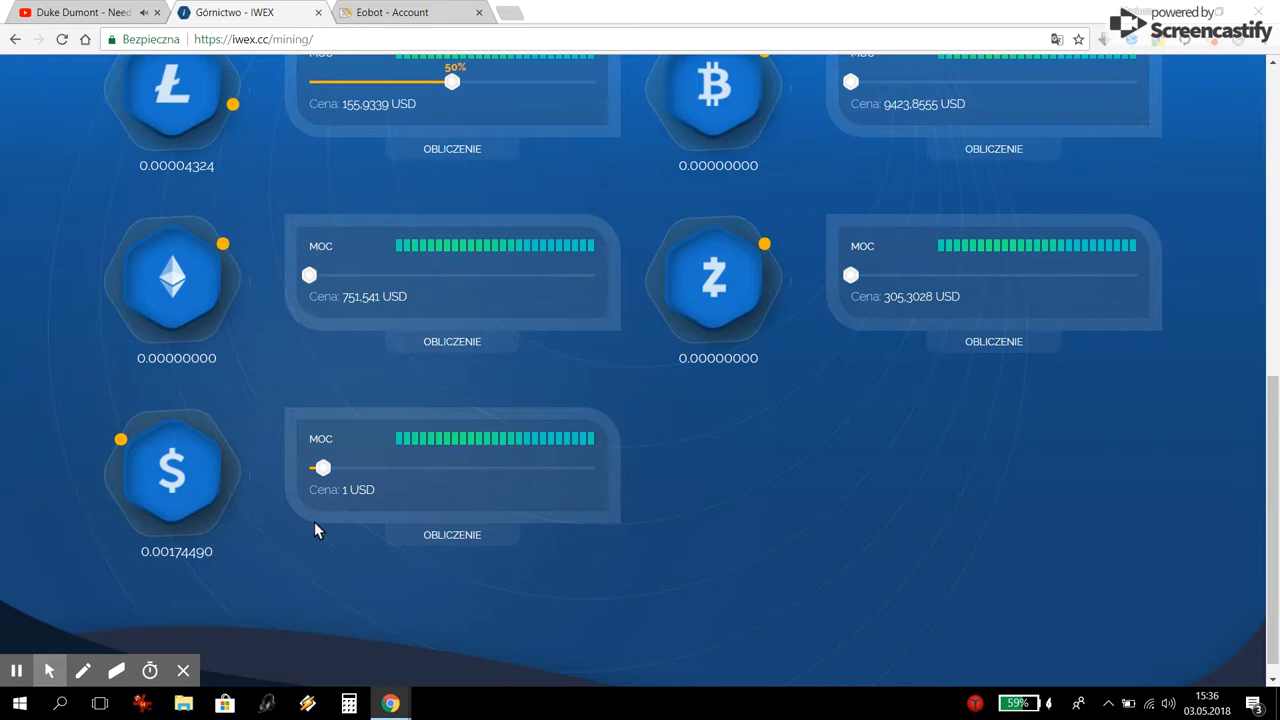 Duke Dumont - Need
Górnictwo - IWEX
Eobot - Account
powered by
Screencastify
Bezpieczna
https://iwex.cc/mining/
50%
Cena: 155,9339 USD
OBLICZENIE
0.00004324
Cena: 9423,8555 USD
OBLICZENIE
0.00000000
MOC
Cena: 751,541 USD
OBLICZENIE
0.00000000
MOC
Cena: 305,3028 USD
OBLICZENIE
0.00000000
MOC
Cena: 1 USD
OBLICZENIE
0.00174490
59%
15:36
03.05.2018
3